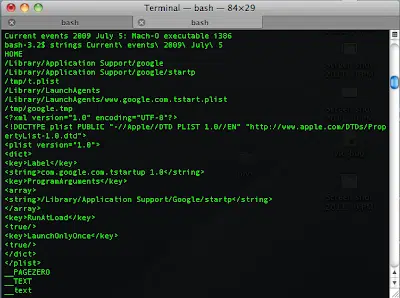 Terminal — bash — 84×29
bash
bash
Current events 2009 July 5: Mach-O executable i386
bash-3.2$ strings Current\ events\ 2009\ July\ 5
HOME
/Library/Application Support/google
/Library/Application Support/google/startp
/tmp/t.plist
/Library/LaunchAgents
/Library/LaunchAgents/www.google.com.tstart.plist
/tmp/google.tmp
<?xml version="1.0" encoding="UTF-8"?>
<!DOCTYPE plist PUBLIC "-//Apple//DTD PLIST 1.0//EN" "http://www.apple.com/DTDs/Prop
ertyList-1.0.dtd">
<plist version="1.0">
<dict>
<key>Label</key>
<string>com.google.com.tstartup 1.0</string>
<key>ProgramArguments</key>
<array>
<string>/Library/Application Support/Google/startp</string>
</array>
<key>RunAtLoad</key>
<true/>
<key>LaunchOnlyOnce</key>
<true/>
</dict>
</plist>
__PAGEZERO
__TEXT
__text